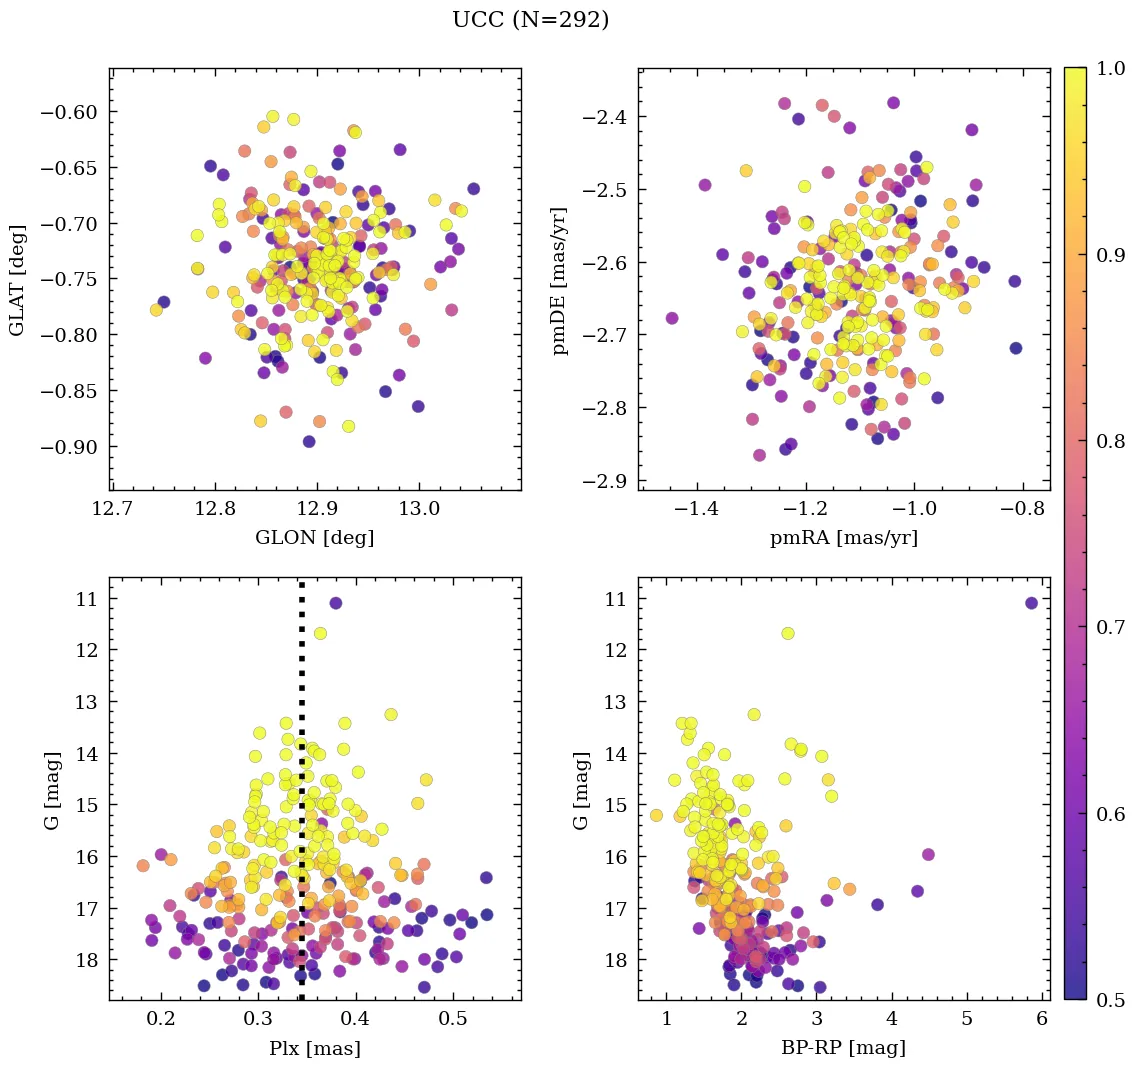 UCC (N=292)
−0.60
−0.65
−0.70
−0.75
−0.80
−0.85
−0.90
GLAT [deg]
12.7 12.8 12.9 13.0
GLON [deg]
−2.4
−2.5
−2.6
−2.7
−2.8
−2.9
pmDE [mas/yr]
−1.4 −1.2 −1.0 −0.8
pmRA [mas/yr]
11
12
13
14
15
16
17
18
G [mag]
0.2 0.3 0.4 0.5
Plx [mas]
11
12
13
14
15
16
17
18
G [mag]
1 2 3 4 5 6
BP-RP [mag]
1.0
0.9
0.8
0.7
0.6
0.5